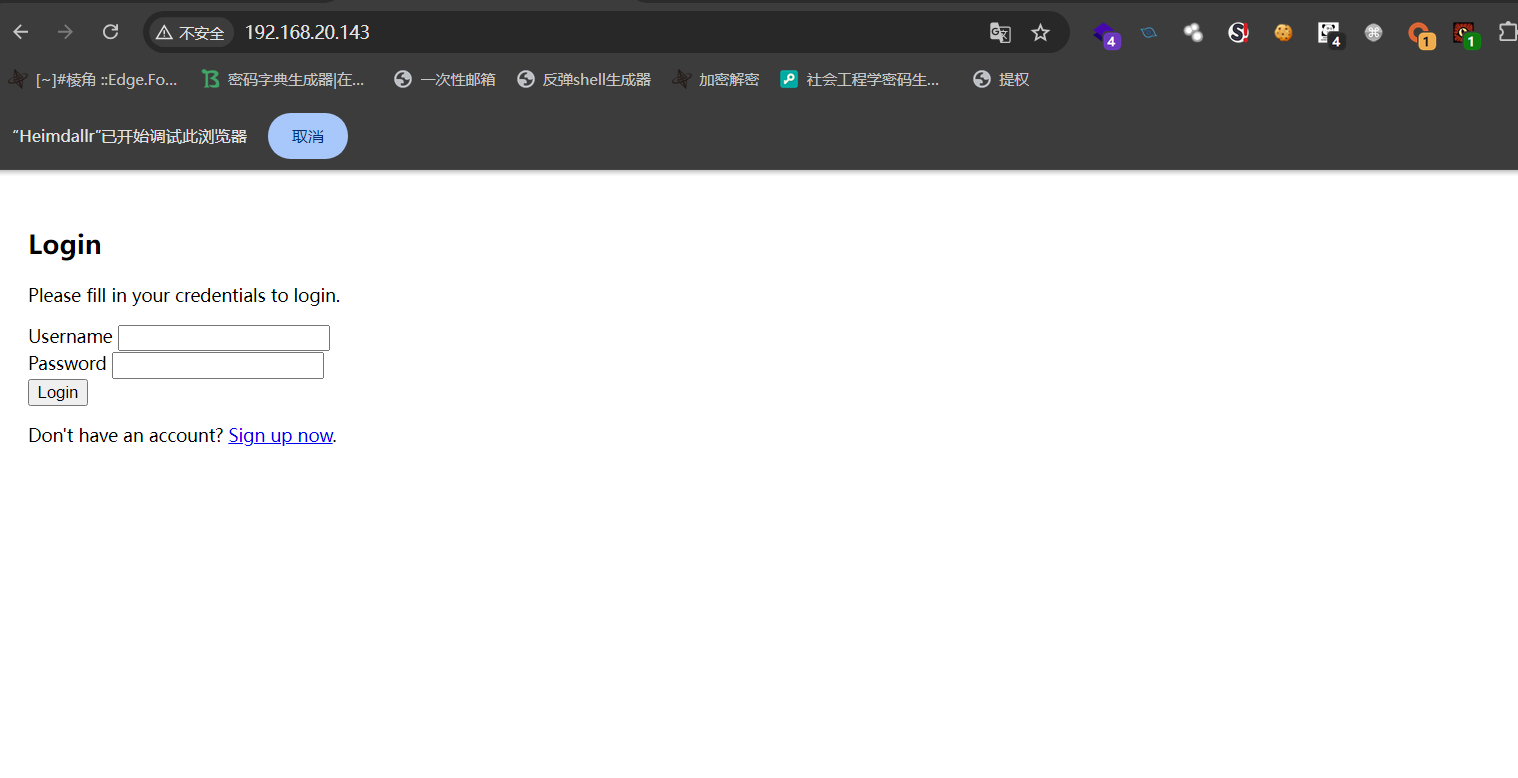 不安全 192.168.20.143
4 4 1 1
[~]#棱角 ::Edge.Fo... 密码字典生成器|在... 一次性邮箱 反弹shell生成器 加密解密 社会工程学密码生... 提权
"Heimdallr"已开始调试此浏览器 取消
Login
Please fill in your credentials to login.
Username
Password
Login
Don't have an account? Sign up now.